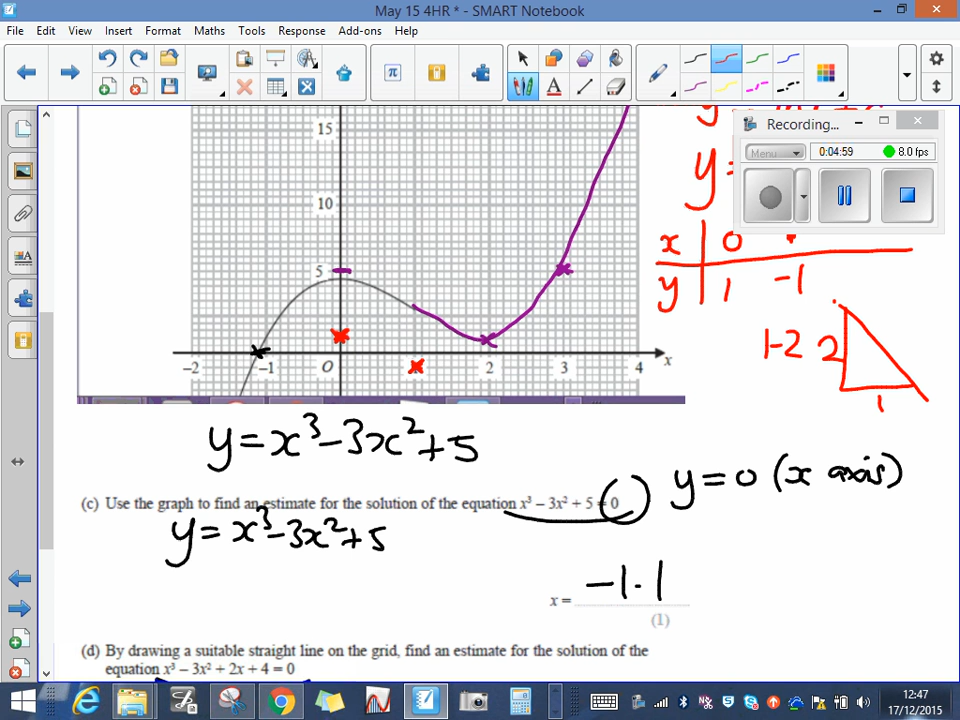 May 15 4HR * - SMART Notebook
File Edit View Insert Format Maths Tools Response Add-ons Help
Recording...
Menu 0:04:59 8.0 fps
15
10
5
-2 -1 O 2 3 4 x
x 0
y 1 -1
1-2 2
1
y = x³ - 3x² + 5
y = 0 (x axis)
(c) Use the graph to find an estimate for the solution of the equation x³ – 3x² + 5 = 0
y = x³ - 3x² + 5
x = -1.1
(1)
(d) By drawing a suitable straight line on the grid, find an estimate for the solution of the
equation x³ – 3x² + 2x + 4 = 0
12:47
17/12/2015